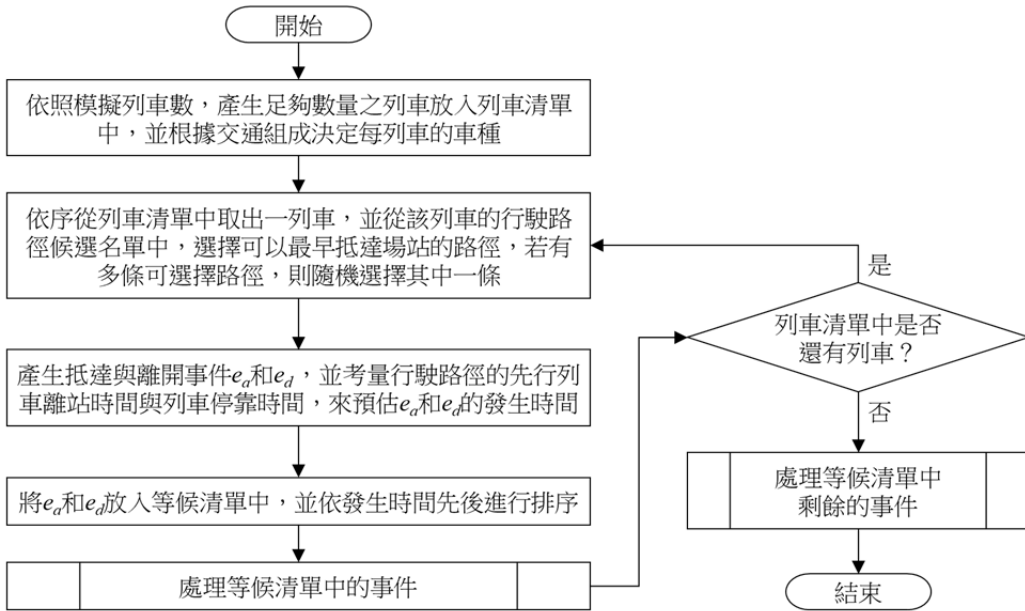 開始
依照模擬列車數，產生足夠數量之列車放入列車清單
中，並根據交通組成決定每列車的車種
依序從列車清單中取出一列車，並從該列車的行駛路
徑候選名單中，選擇可以最早抵達場站的路徑，若有
多條可選擇路徑，則隨機選擇其中一條
產生抵達與離開事件eₐ和e_d，並考量行駛路徑的先行列
車離站時間與列車停靠時間，來預估eₐ和e_d的發生時間
將eₐ和e_d放入等候清單中，並依發生時間先後進行排序
處理等候清單中的事件
是
列車清單中是否
還有列車？
否
處理等候清單中
剩餘的事件
結束